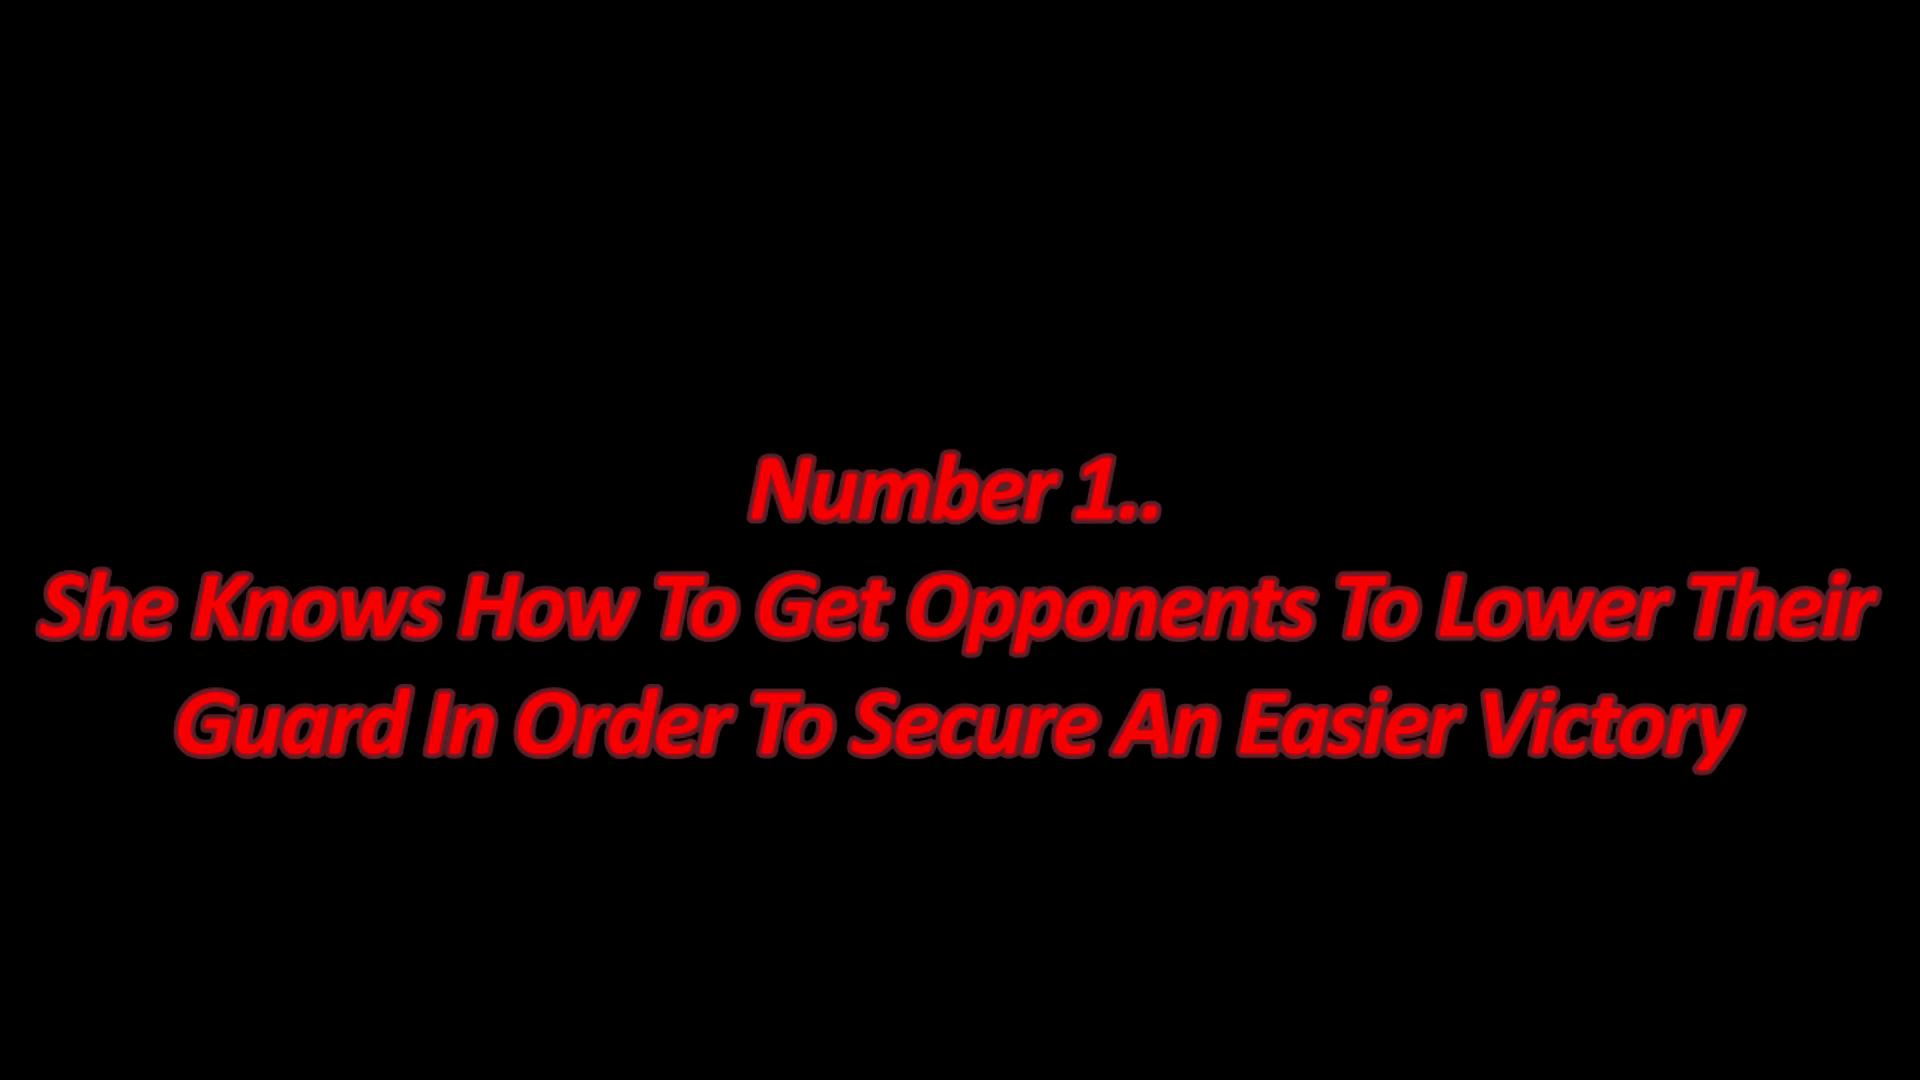 Number 1..
She Knows How To Get Opponents To Lower Their
Guard In Order To Secure An Easier Victory